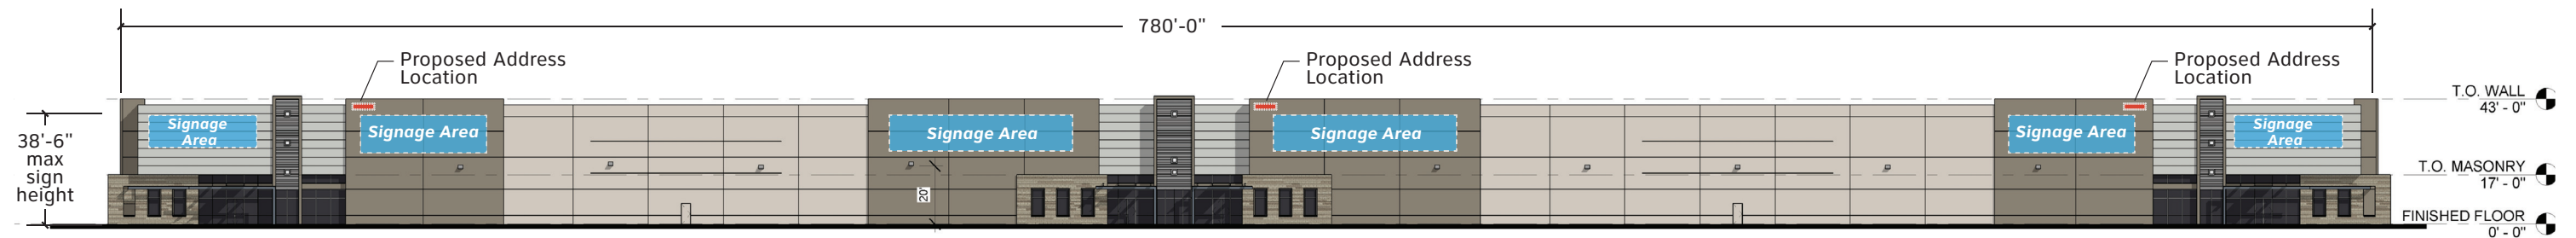 780'-0"
Proposed Address
Location
Proposed Address
Location
Proposed Address
Location
T.O. WALL
43' - 0"
38'-6"
max
sign
height
Signage
Area
Signage Area
Signage Area
Signage Area
Signage Area
Signage
Area
T.O. MASONRY
17' - 0"
20'
FINISHED FLOOR
0' - 0"